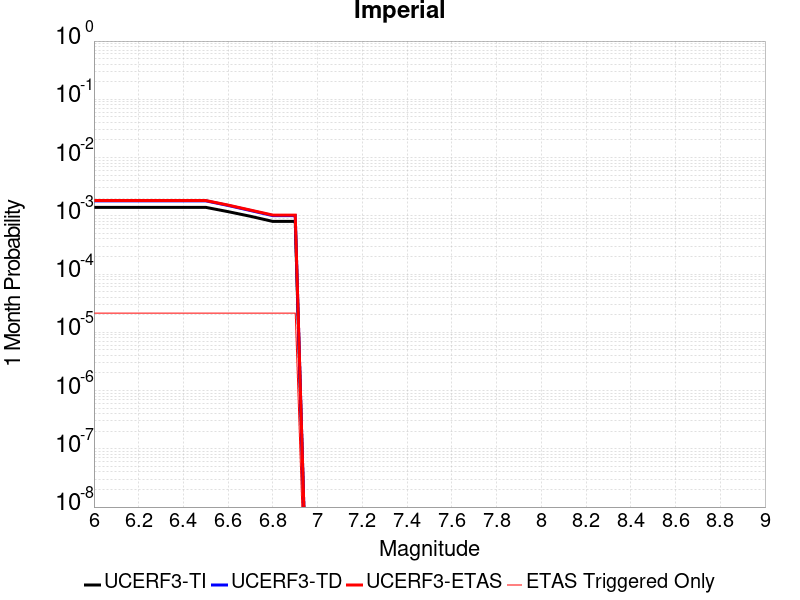 Imperial
10^0
10^-1
10^-2
10^-3
10^-4
10^-5
10^-6
10^-7
10^-8
1 Month Probability
6 6.2 6.4 6.6 6.8 7 7.2 7.4 7.6 7.8 8 8.2 8.4 8.6 8.8 9
Magnitude
UCERF3-TI UCERF3-TD UCERF3-ETAS ETAS Triggered Only